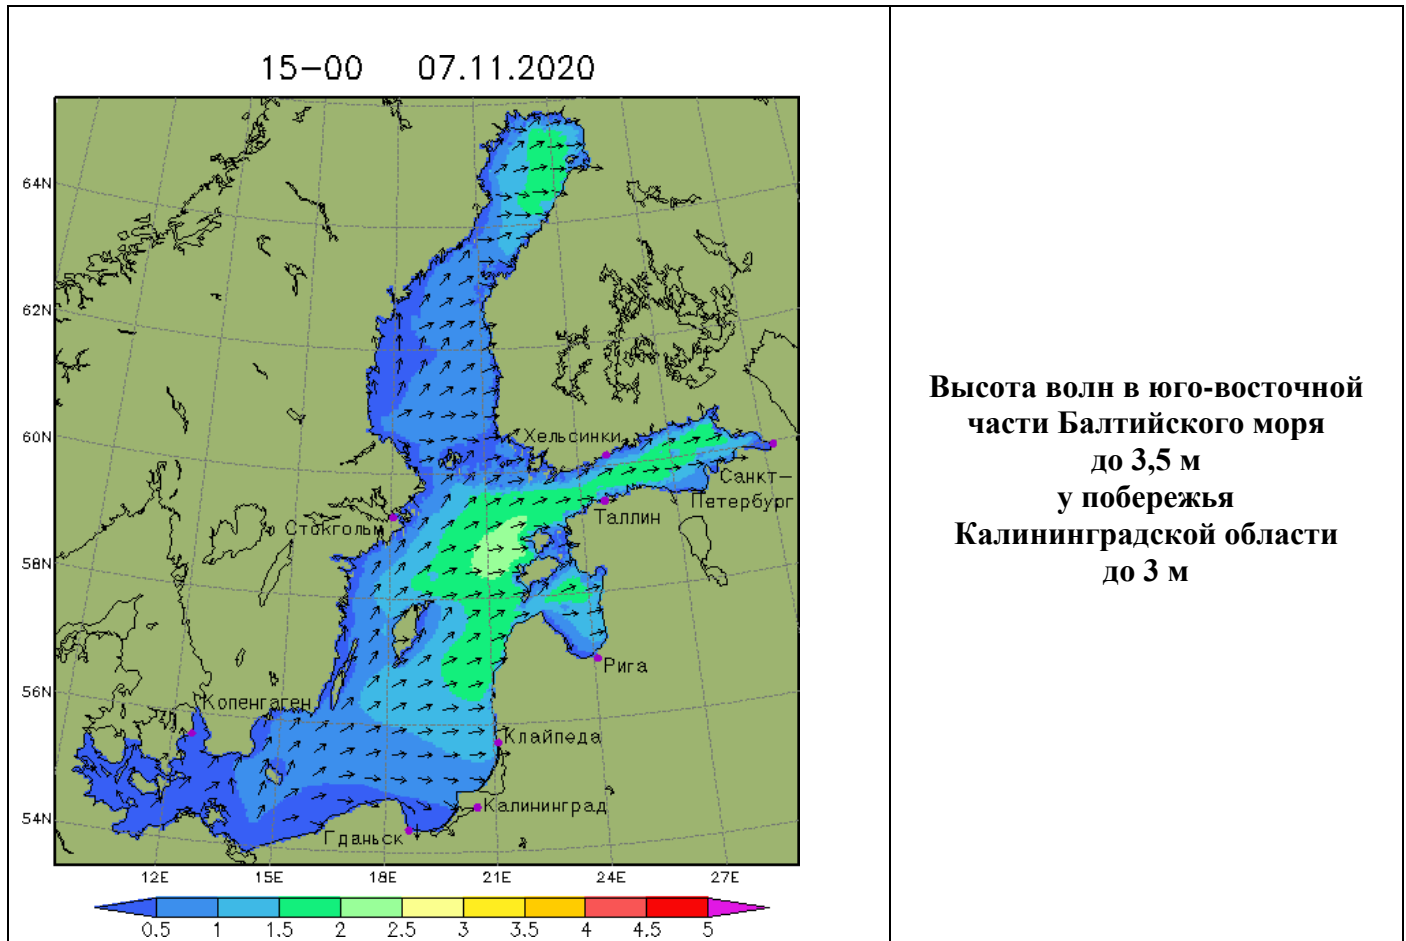 15-00 07.11.2020
64N
62N
60N
58N
56N
54N
Хельсинки
Санкт-
Петербург
Таллин
Стокгольм
Рига
Копенгаген
Клайпеда
Калининград
Гданьск
12E 15E 18E 21E 24E 27E
0,5 1 1,5 2 2,5 3 3,5 4 4,5 5
Высота волн в юго-восточной
части Балтийского моря
до 3,5 м
у побережья
Калининградской области
до 3 м